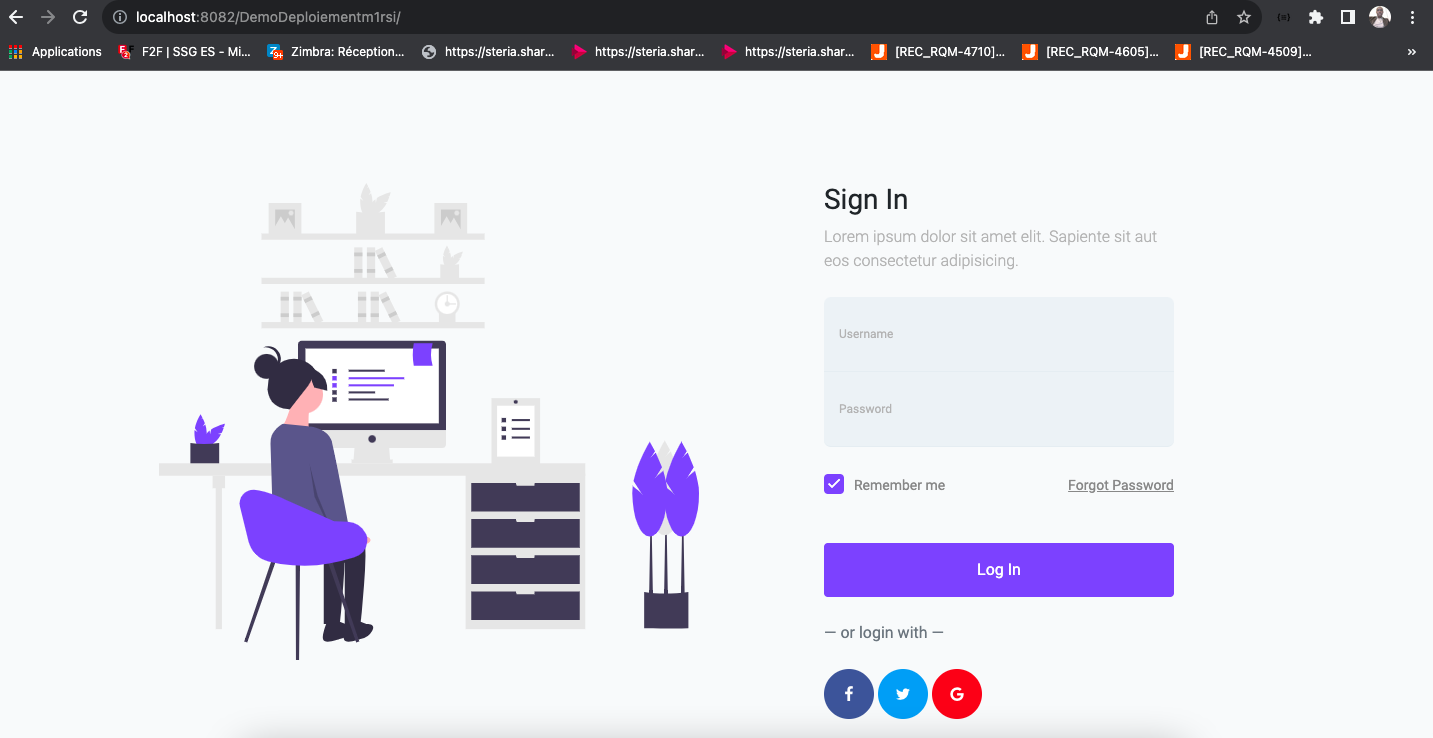 localhost:8082/DemoDeploiementm1rsi/
Applications
F2F | SSG ES - Mi...
Zimbra: Réception...
https://steria.shar...
https://steria.shar...
https://steria.shar...
[REC_RQM-4710]...
[REC_RQM-4605]...
[REC_RQM-4509]...
»
Sign In
Lorem ipsum dolor sit amet elit. Sapiente sit aut
eos consectetur adipisicing.
Username
Password
Remember me
Forgot Password
Log In
— or login with —